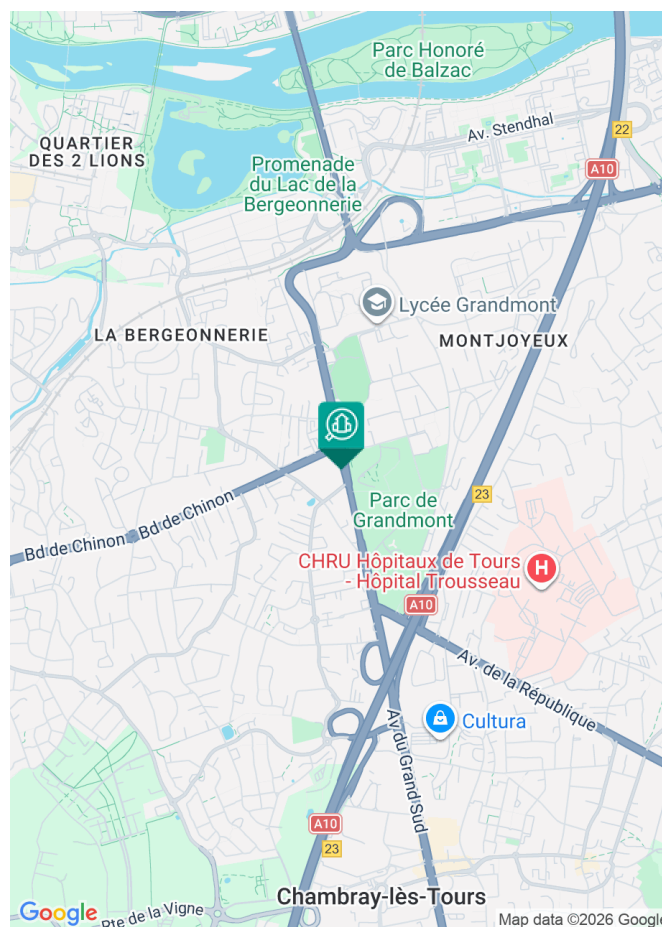 Parc Honoré
de Balzac
Av. Stendhal
22
QUARTIER
DES 2 LIONS
A10
Promenade
du Lac de la
Bergeonnerie
Lycée Grandmont
LA BERGEONNERIE
MONTJOYEUX
23
Parc de
Grandmont
Bd de Chinon
Bd de Chinon
CHRU Hôpitaux de Tours
- Hôpital Trousseau
H
A10
Av. de la République
Cultura
Av. du Grand Sud
A10
23
Chambray-lès-Tours
Google
Rte de la Vigne
Map data ©2026 Google